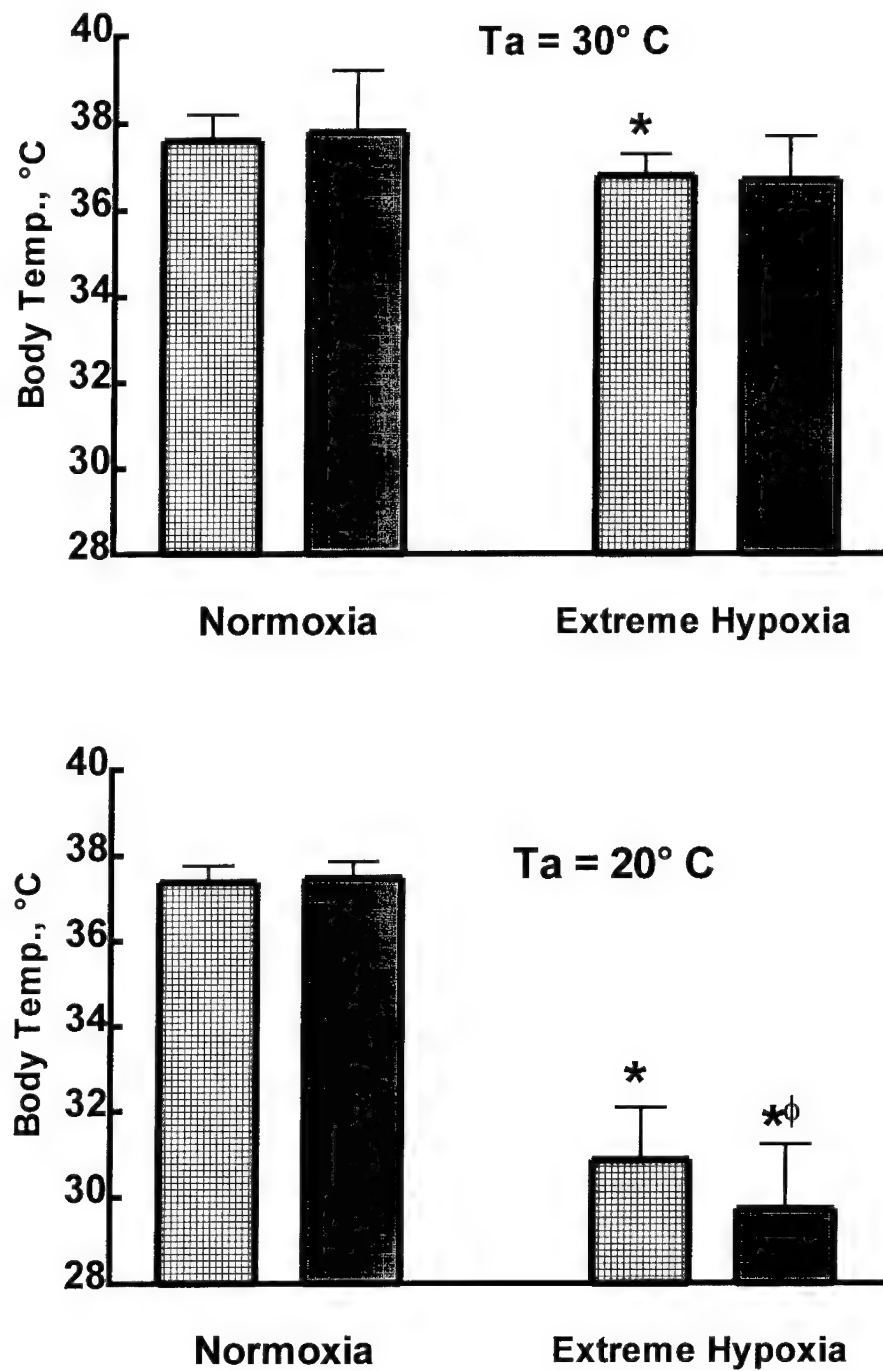 Ta = 30° C
40
38
36
34
32
30
28
Body Temp., °C
*
Normoxia
Extreme Hypoxia
Ta = 20° C
40
38
36
34
32
30
28
Body Temp., °C
*
*ϕ
Normoxia
Extreme Hypoxia